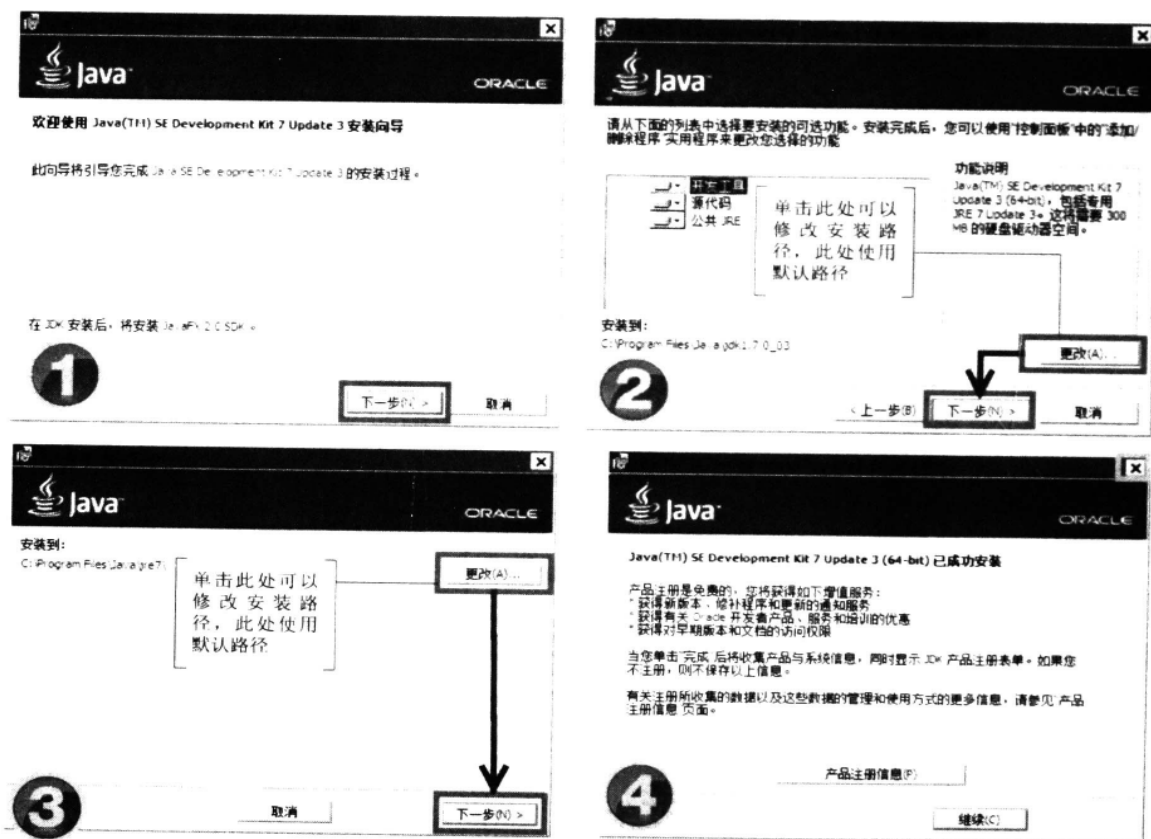 Java
ORACLE
欢迎使用 Java(TM) SE Development Kit 7 Update 3 安装向导
此向导将引导您完成 Java SE Development Kit 7 Update 3 的安装过程。
在 JDK 安装后，将安装 JavaFX 2.0 SDK 。
1
下一步(N) >
取消
Java
ORACLE
请从下面的列表中选择要安装的可选功能。安装完成后，您可以使用"控制面板"中的"添加/
删除程序"实用程序来更改您选择的功能
开发工具
源代码
公共 JRE
单击此处可以
修改安装路
径，此处使用
默认路径
功能说明
Java(TM) SE Development Kit 7
Update 3 (64-bit)，包括专用
JRE 7 Update 3。这将需要 300
MB 的硬盘驱动器空间。
安装到：
C:\Program Files\Java\jdk1.7.0_03
更改(A)...
2
<上一步(B)
下一步(N) >
取消
Java
ORACLE
安装到：
C:\Program Files\Java\jre7\
更改(A)...
单击此处可以
修改安装路
径，此处使用
默认路径
3
取消
下一步(N) >
Java
ORACLE
Java(TM) SE Development Kit 7 Update 3 (64-bit) 已成功安装
产品注册是免费的，您将获得如下增值服务：
* 获得新版本、修补程序和更新的通知服务
* 获得有关 Oracle 开发者产品、服务和培训的优惠
* 获得对早期版本和文档的访问权限
当您单击"完成"后将收集产品与系统信息，同时显示 JDK 产品注册表单。如果您
不注册，则不保存以上信息。
有关注册所收集的数据以及这些数据的管理和使用方式的更多信息，请参见"产品
注册信息"页面。
产品注册信息(P)
4
继续(C)